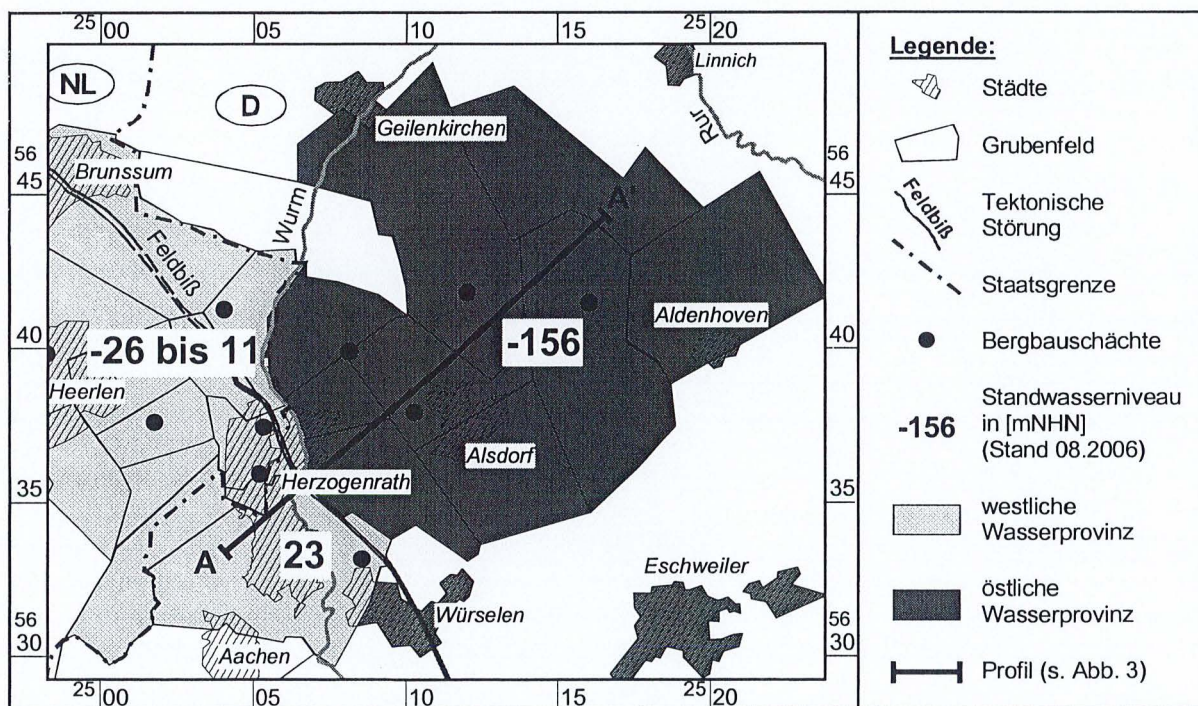 25 00 05 10 15 25 20
NL
D
Linnich
Geilenkirchen
Rur
56
45
Brunssum
Wurm
Feldbiß
A'
56
45
40
-26 bis 11
-156
Aldenhoven
40
Heerlen
Alsdorf
35
Herzogenrath
35
A
23
Eschweiler
56
30
Würselen
Aachen
56
30
25 00 05 10 15 25 20
Legende:
Städte
Grubenfeld
Feldbiß
Tektonische
Störung
Staatsgrenze
Bergbauschächte
-156
Standwasserniveau
in [mNHN]
(Stand 08.2006)
westliche
Wasserprovinz
östliche
Wasserprovinz
Profil (s. Abb. 3)